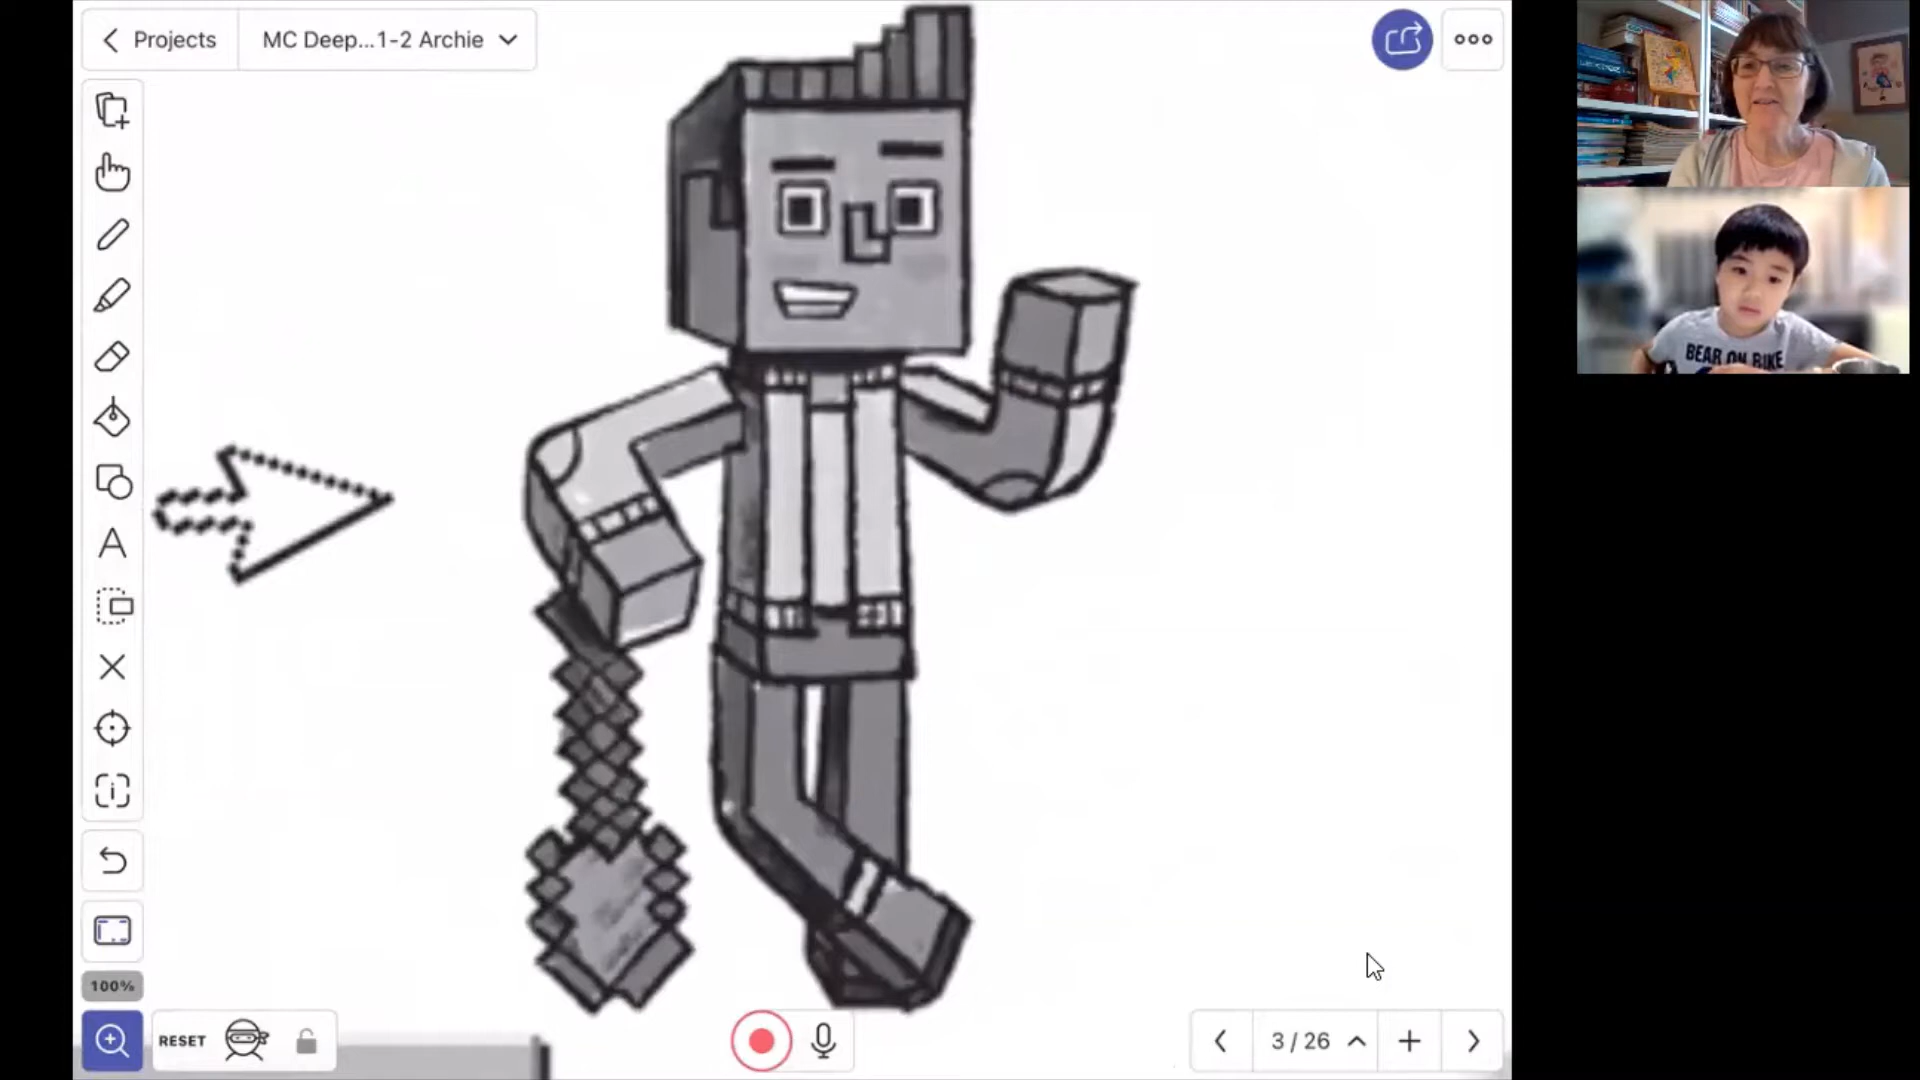 Projects
MC Deep...1-2 Archie
A
100%
RESET
3 / 26
BEAR ON BIKE